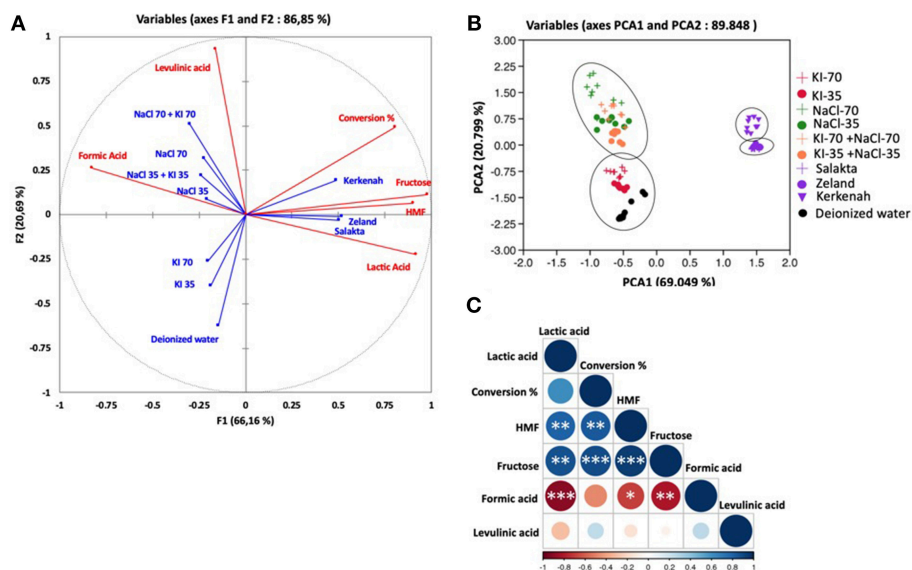 A
Variables (axes F1 and F2 : 86,85 %)
1
0.75
0.5
0.25
0
-0.25
-0.5
-0.75
-1
F2 (20,69 %)
Levulinic acid
NaCl 70 + KI 70
Conversion %
NaCl 70
Formic Acid
NaCl 35 + KI 35
Kerkenah
NaCl 35
Fructose
HMF
Zeland
Salakta
KI 70
Lactic Acid
KI 35
Deionized water
-1
-0.75
-0.5
-0.25
0
0.25
0.5
0.75
1
F1 (66,16 %)
B
Variables (axes PCA1 and PCA2 : 89.848 )
3.00
2.25
1.50
0.75
0.00
-0.75
-1.50
-2.25
-3.00
PCA2 (20.799 %)
-2.0
-1.5
-1.0
-0.5
0.0
0.5
1.0
1.5
2.0
PCA1 (69.049 %)
KI-70
KI-35
NaCl-70
NaCl-35
KI-70 +NaCl-70
KI-35 +NaCl-35
Salakta
Zeland
Kerkenah
Deionized water
C
Lactic acid
Lactic acid
Conversion %
Conversion %
HMF
HMF
** **
Fructose
Fructose
** *** ***
Formic acid
Formic acid
*** * **
Levulinic acid
Levulinic acid
-1 -0.8 -0.6 -0.4 -0.2 0 0.2 0.4 0.6 0.8 1